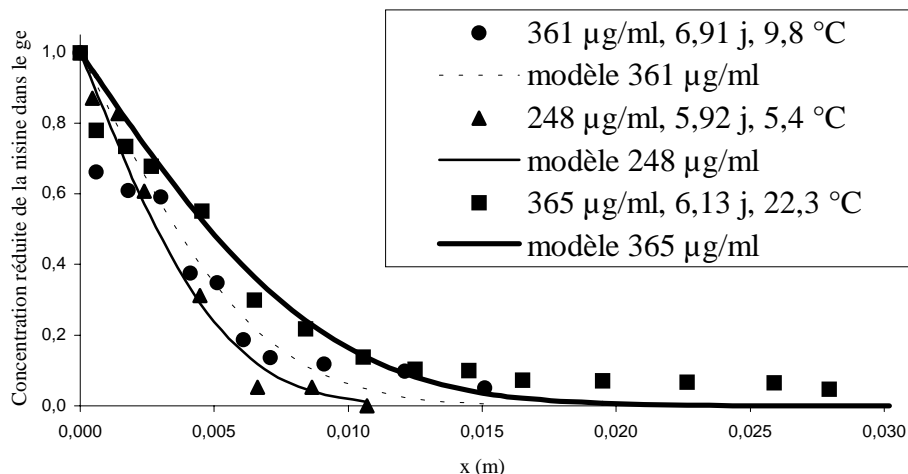 Concentration réduite de la nisine dans le ge
1,0
0,8
0,6
0,4
0,2
0,0
0,000
0,005
0,010
0,015
0,020
0,025
0,030
x (m)
361 µg/ml, 6,91 j, 9,8 °C
modèle 361 µg/ml
248 µg/ml, 5,92 j, 5,4 °C
modèle 248 µg/ml
365 µg/ml, 6,13 j, 22,3 °C
modèle 365 µg/ml